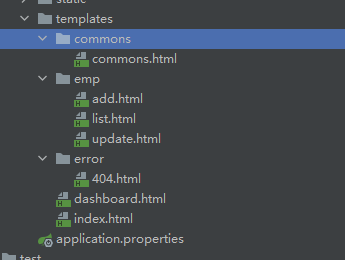 static
templates
commons
commons.html
emp
add.html
list.html
update.html
error
404.html
dashboard.html
index.html
application.properties
test